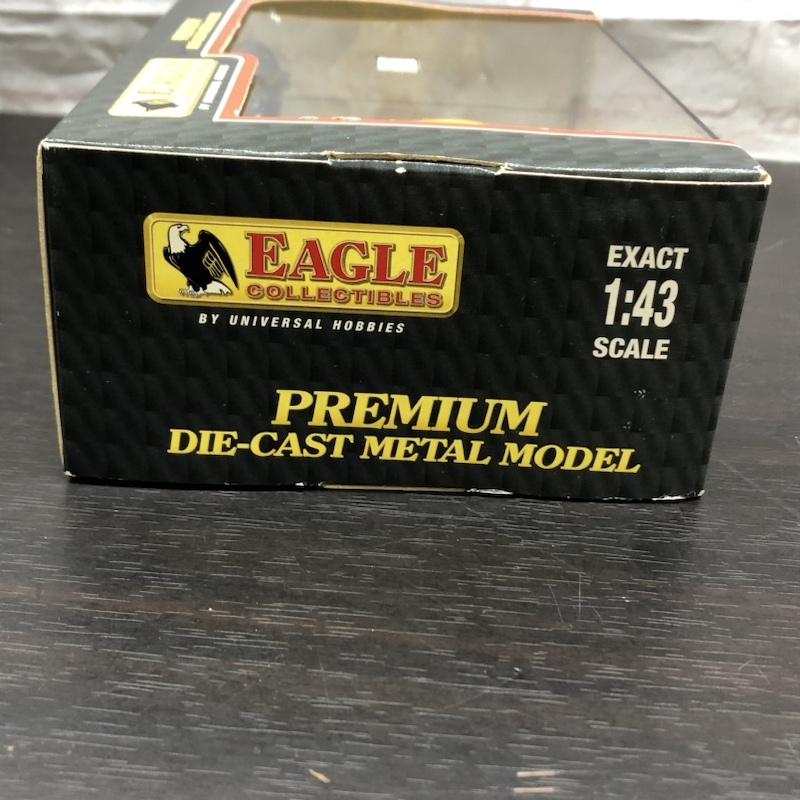 EAGLE
COLLECTIBLES
BY UNIVERSAL HOBBIES
EXACT
1:43
SCALE
PREMIUM
DIE-CAST METAL MODEL